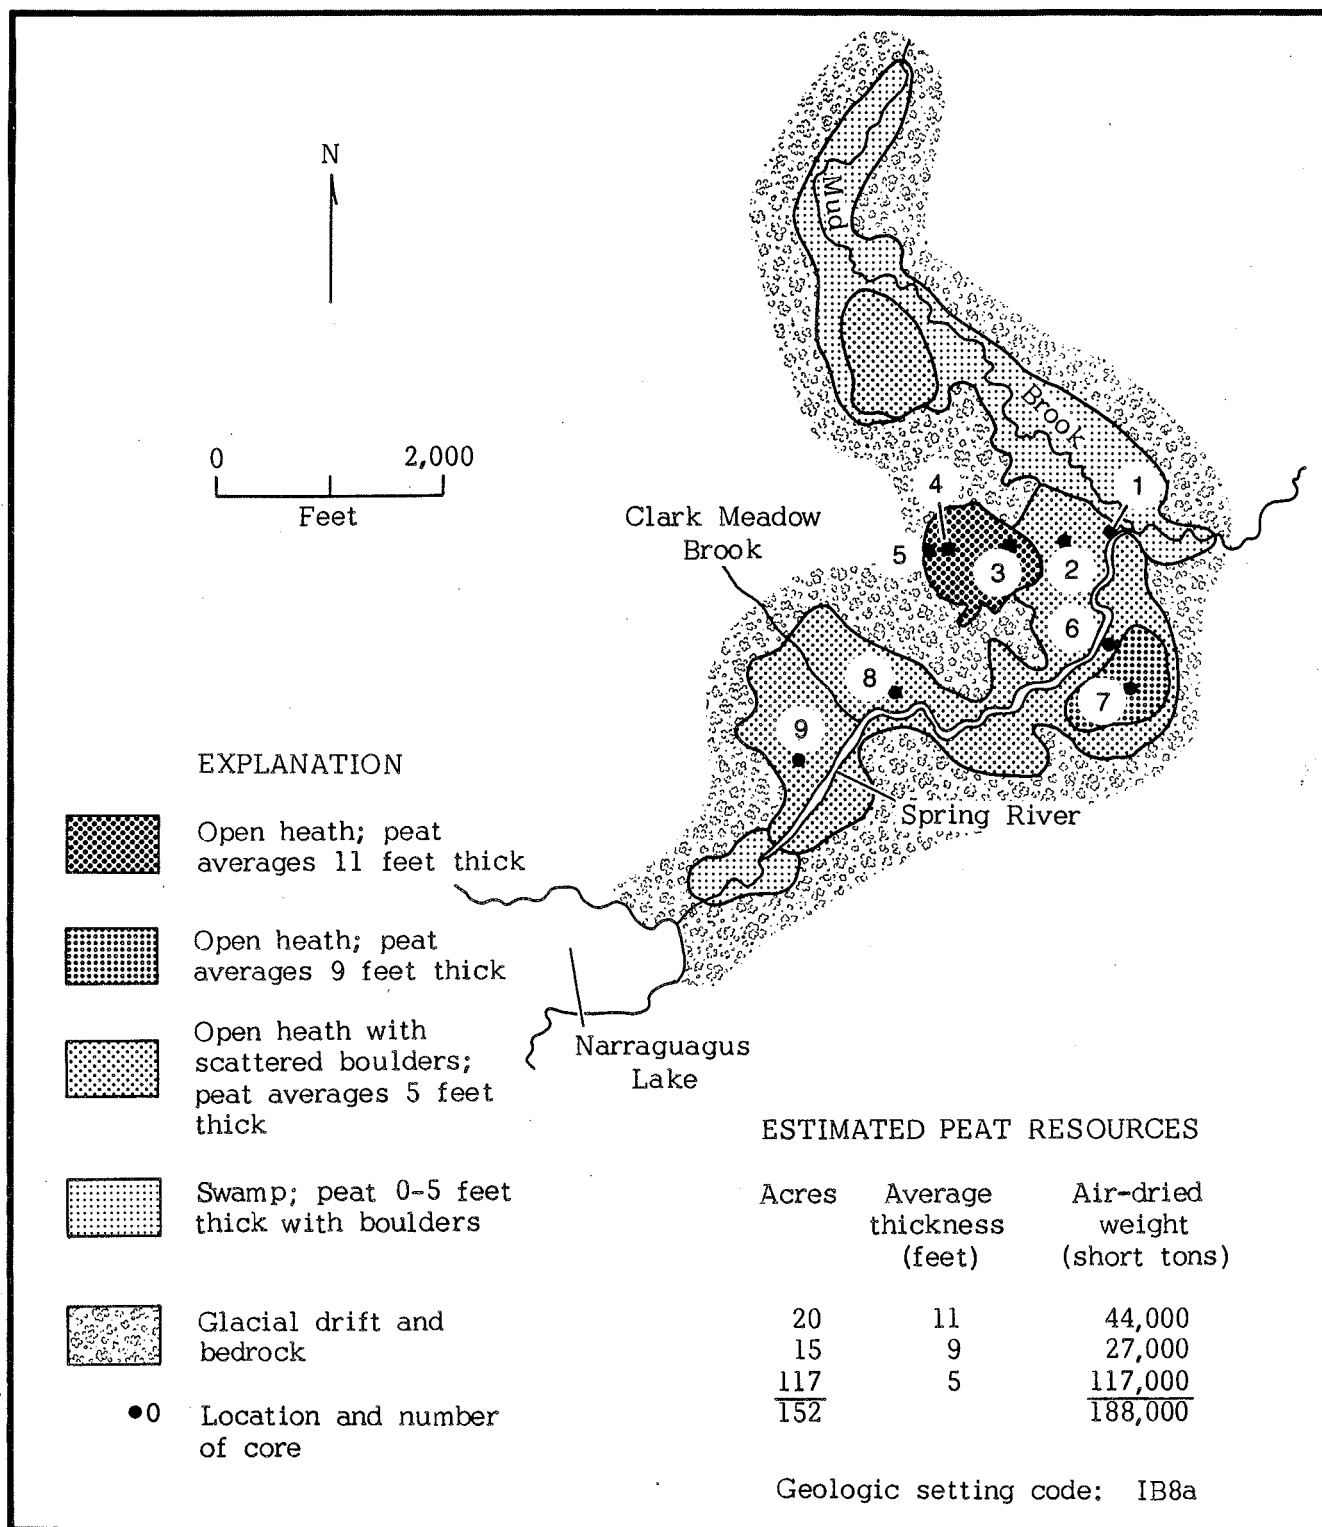 N
0 2,000
Feet
Mud
Brook
1
4
Clark Meadow
Brook
5
3
2
6
8
7
9
Spring River
Narraguagus
Lake
EXPLANATION
Open heath; peat
averages 11 feet thick
Open heath; peat
averages 9 feet thick
Open heath with
scattered boulders;
peat averages 5 feet
thick
Swamp; peat 0-5 feet
thick with boulders
Glacial drift and
bedrock
0 Location and number
of core
ESTIMATED PEAT RESOURCES
Acres Average Air-dried
thickness weight
(feet) (short tons)
20 11 44,000
15 9 27,000
117 5 117,000
152 188,000
Geologic setting code: IB8a